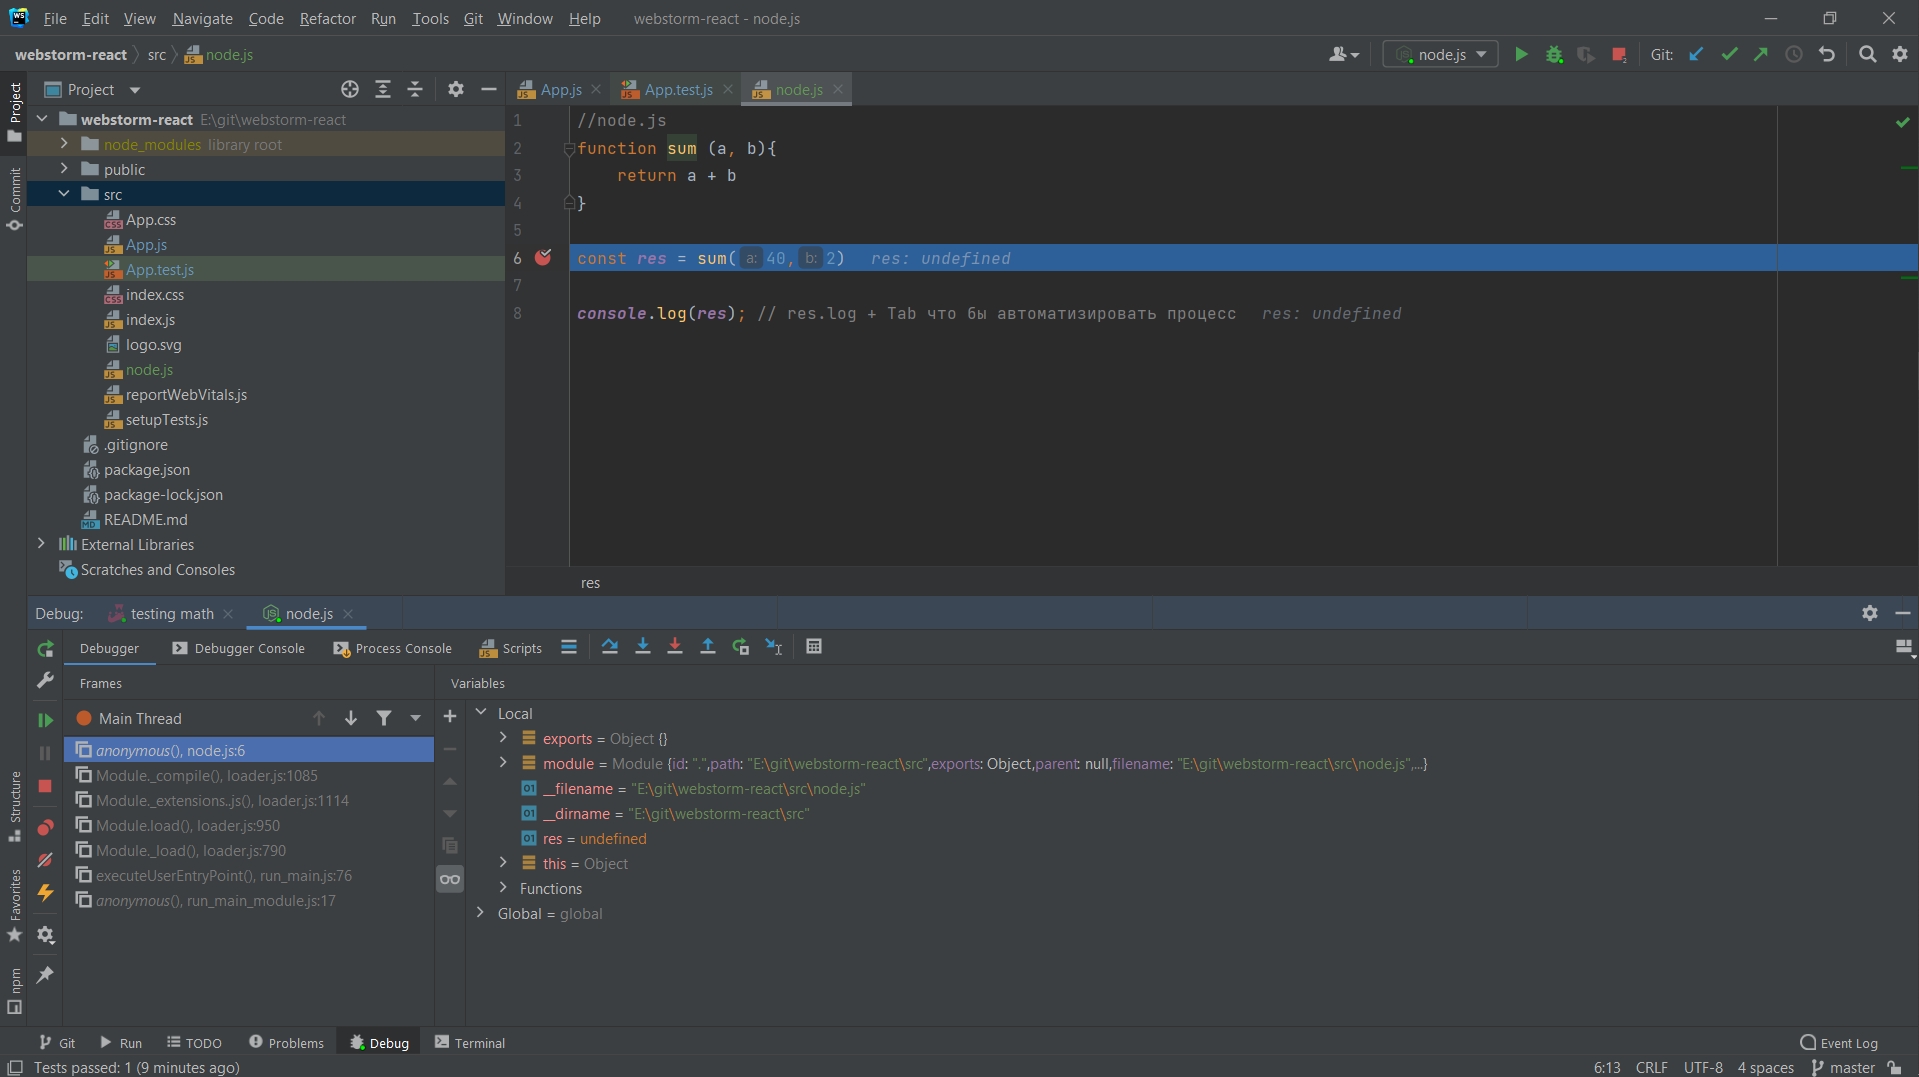 File Edit View Navigate Code Refactor Run Tools Git Window Help webstorm-react - node.js
webstorm-react src node.js
node.js Git:
Project
App.js App.test.js node.js
Project
Commit
Structure
Favorites
npm
webstorm-react E:\git\webstorm-react
node_modules library root
public
src
App.css
App.js
App.test.js
index.css
index.js
logo.svg
node.js
reportWebVitals.js
setupTests.js
.gitignore
package.json
package-lock.json
README.md
External Libraries
Scratches and Consoles
1 //node.js
2 function sum (a, b){
3 return a + b
4 }
5
6 const res = sum( a: 40, b: 2) res: undefined
7
8 console.log(res); // res.log + Tab что бы автоматизировать процесс res: undefined
res
Debug: testing math node.js
Debugger Debugger Console Process Console Scripts
Frames
Main Thread
anonymous(), node.js:6
Module._compile(), loader.js:1085
Module._extensions..js(), loader.js:1114
Module.load(), loader.js:950
Module._load(), loader.js:790
executeUserEntryPoint(), run_main.js:76
anonymous(), run_main_module.js:17
Variables
Local
exports = Object {}
module = Module {id: ".",path: "E:\git\webstorm-react\src",exports: Object,parent: null,filename: "E:\git\webstorm-react\src\node.js",...}
__filename = "E:\git\webstorm-react\src\node.js"
__dirname = "E:\git\webstorm-react\src"
res = undefined
this = Object
Functions
Global = global
Git Run TODO Problems Debug Terminal Event Log
Tests passed: 1 (9 minutes ago) 6:13 CRLF UTF-8 4 spaces master